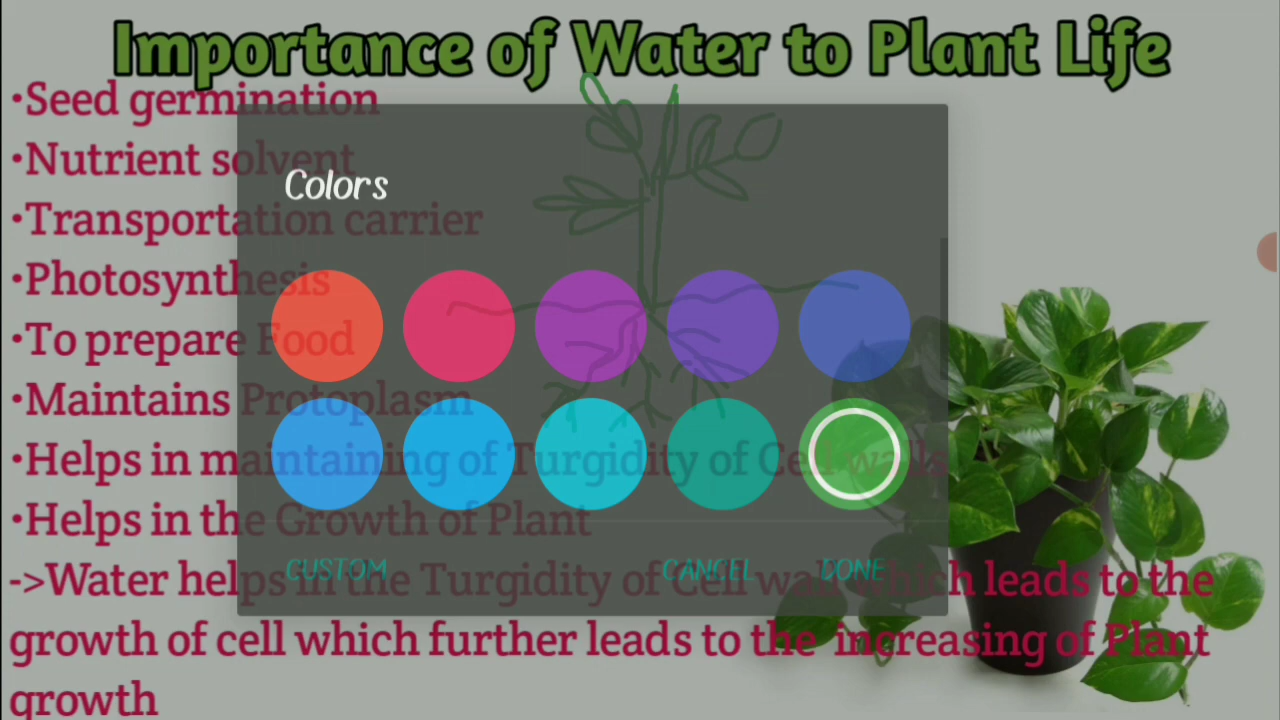 Importance of Water to Plant Life
•Seed germination
•Nutrient solvent
Colors
•Transportation carrier
•Photosynthesis
•To prepare Food
•Maintains Protoplasm
•Helps in maintaining of Turgidity of Cell walls
•Helps in the Growth of Plant
CUSTOM CANCEL DONE
->Water helps in the Turgidity of Cell wall which leads to the
growth of cell which further leads to the increasing of Plant
growth